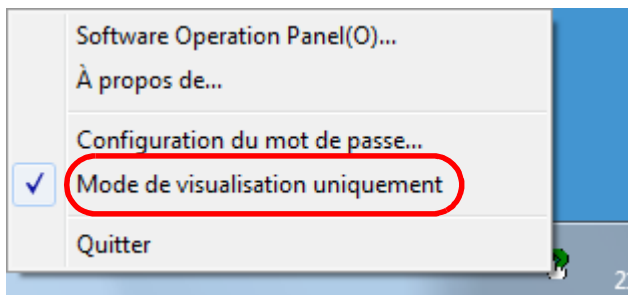 Software Operation Panel(O)...
À propos de...
Configuration du mot de passe...
Mode de visualisation uniquement
Quitter